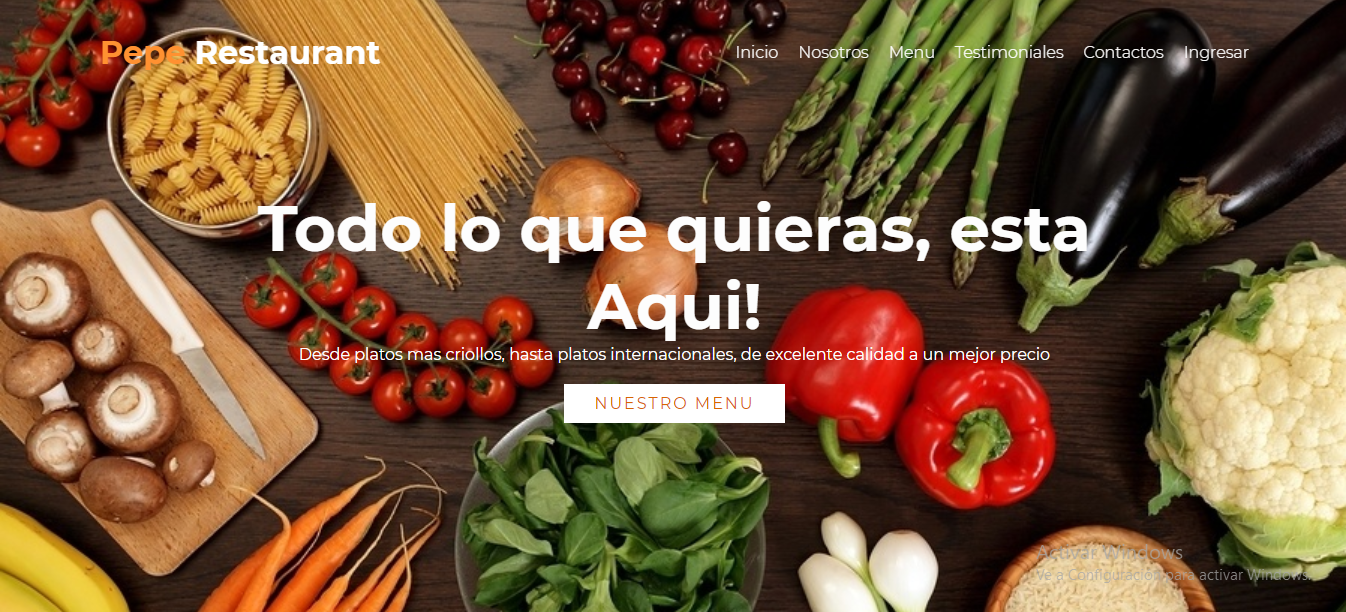 Pepe Restaurant
Inicio Nosotros Menu Testimoniales Contactos Ingresar
Todo lo que quieras, esta
Aqui!
Desde platos mas criollos, hasta platos internacionales, de excelente calidad a un mejor precio
NUESTRO MENU
Activar Windows
Ve a Configuración para activar Windows.